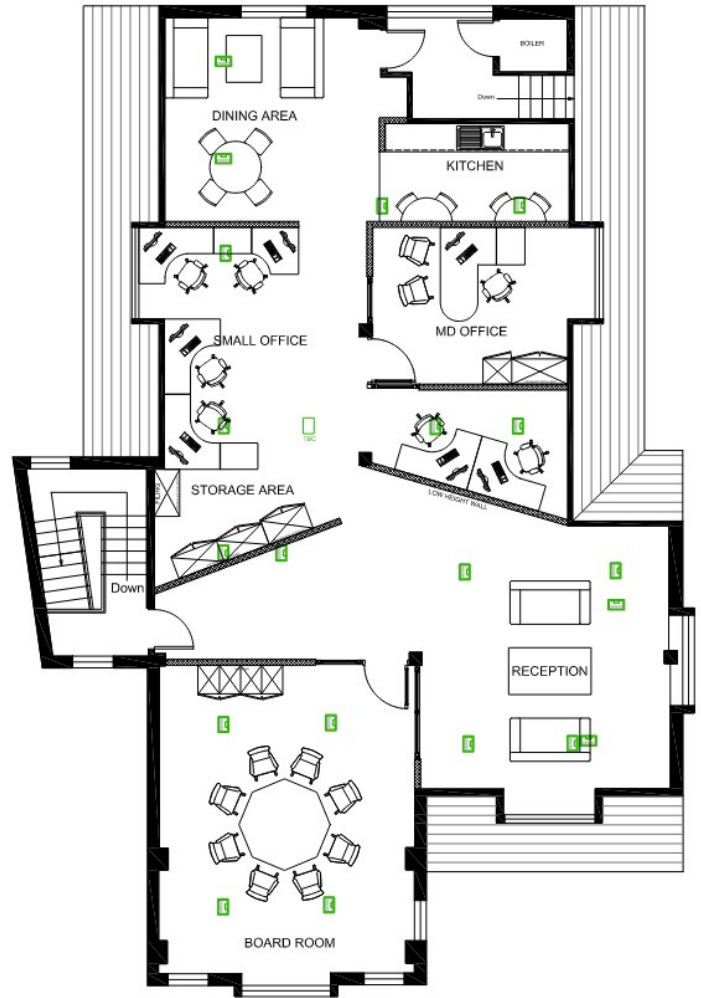 BOILER
Down
DINING AREA
KITCHEN
MD OFFICE
SMALL OFFICE
TBC
STORAGE AREA
FILING
LOW HEIGHT WALL
Down
RECEPTION
BOARD ROOM